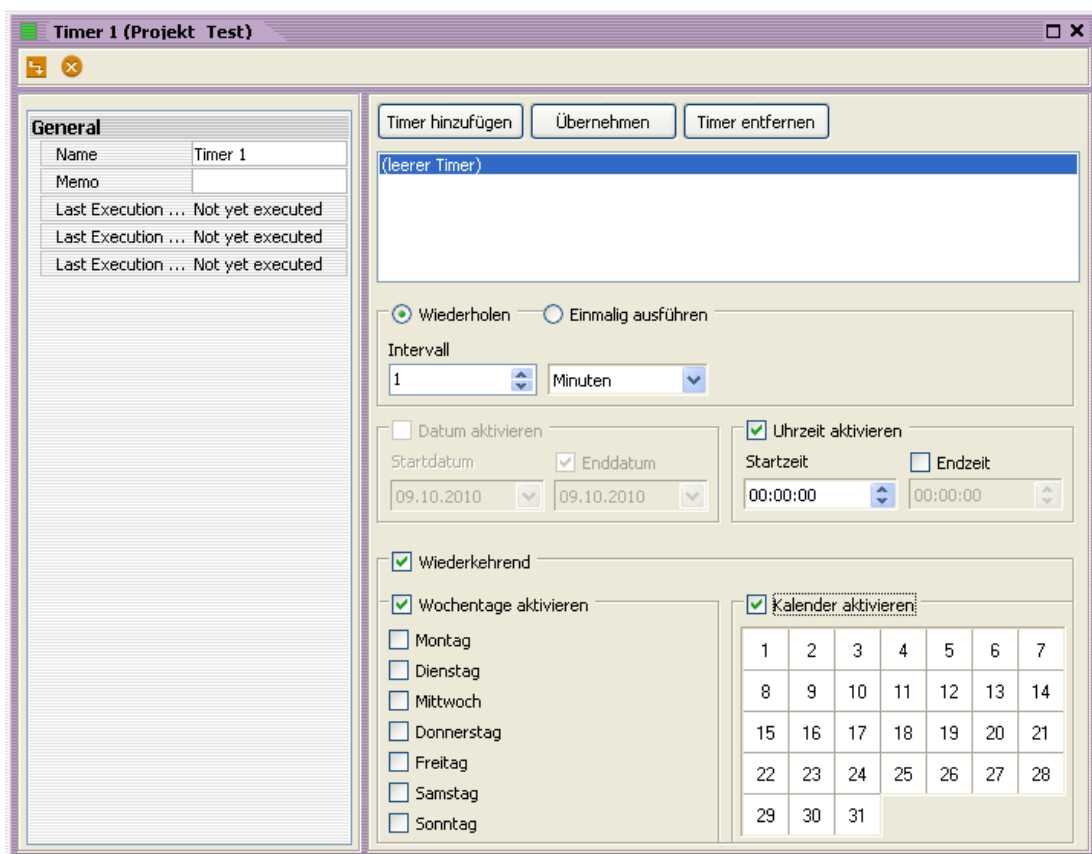 Timer 1 (Projekt Test)
General
Name Timer 1
Memo
Last Execution ... Not yet executed
Last Execution ... Not yet executed
Last Execution ... Not yet executed
Timer hinzufügen Übernehmen Timer entfernen
(leerer Timer)
Wiederholen Einmalig ausführen
Intervall
1 Minuten
Datum aktivieren
Startdatum Enddatum
09.10.2010 09.10.2010
Uhrzeit aktivieren
Startzeit Endzeit
00:00:00 00:00:00
Wiederkehrend
Wochentage aktivieren
Montag
Dienstag
Mittwoch
Donnerstag
Freitag
Samstag
Sonntag
Kalender aktivieren
1 2 3 4 5 6 7
8 9 10 11 12 13 14
15 16 17 18 19 20 21
22 23 24 25 26 27 28
29 30 31